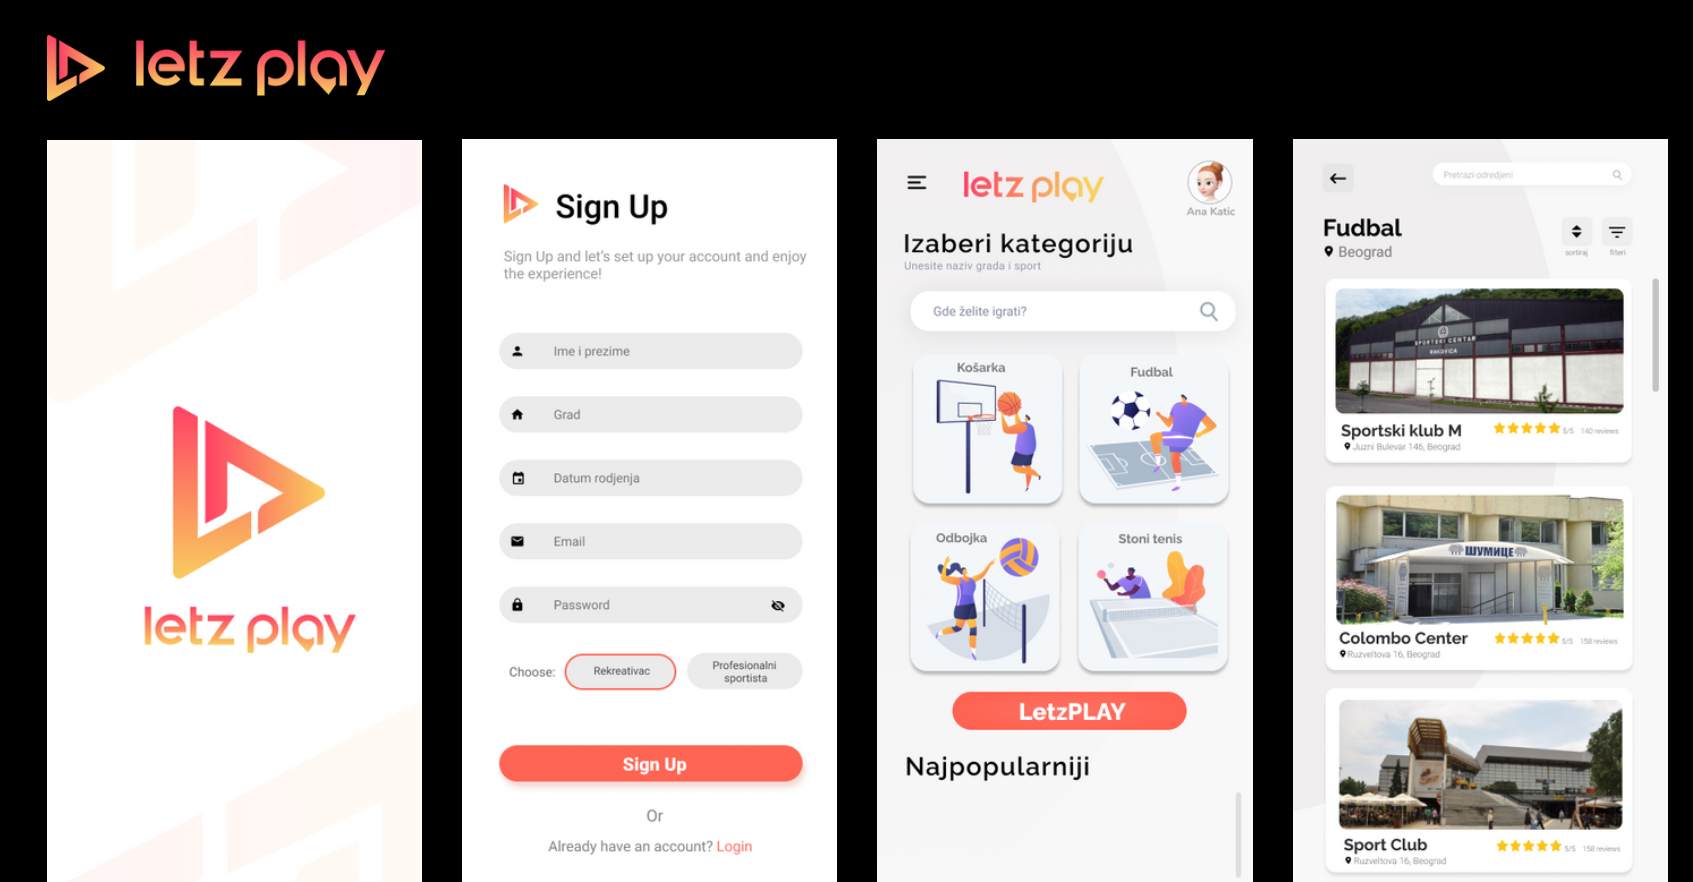 letz play
letz play
Sign Up
Sign Up and let's set up your account and enjoy
the experience!
Ime i prezime
Grad
Datum rodjenja
Email
Password
Choose:
Rekreativac
Profesionalni
sportista
Sign Up
Or
Already have an account? Login
letz play
Ana Katic
Izaberi kategoriju
Unesite naziv grada i sport
Gde želite igrati?
Košarka
Fudbal
Odbojka
Stoni tenis
LetzPLAY
Najpopularniji
Pretrazi odredjeni
Fudbal
Beograd
sortiraj
filteri
SPORTSKI CENTAR
RAKOVICA
Sportski klub M
5/5 140 reviews
Juzni Bulevar 146, Beograd
ШУМИЦЕ
Colombo Center
5/5 158 reviews
Ruzveltova 16, Beograd
Sport Club
5/5 158 reviews
Ruzveltova 16, Beograd